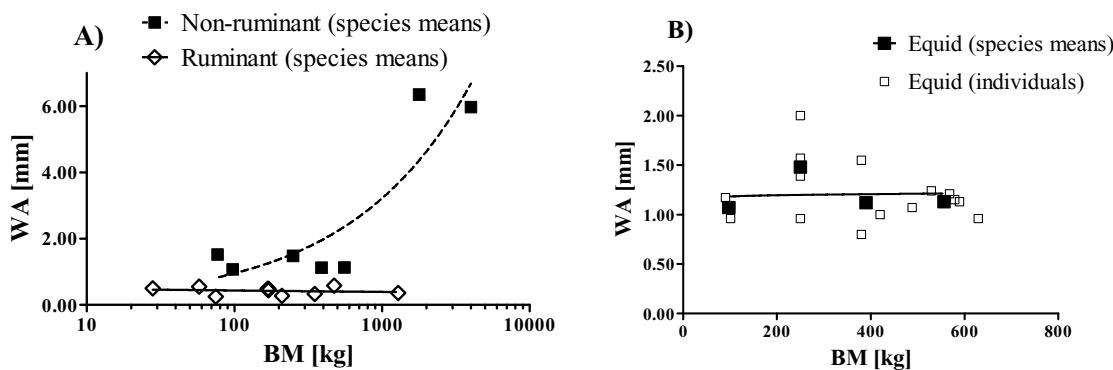 A)
Non-ruminant (species means)
Ruminant (species means)
WA [mm]
6.00
4.00
2.00
0.00
10
100
1000
10000
BM [kg]
B)
Equid (species means)
Equid (individuals)
WA [mm]
2.50
2.00
1.50
1.00
0.50
0.00
0
200
400
600
800
BM [kg]